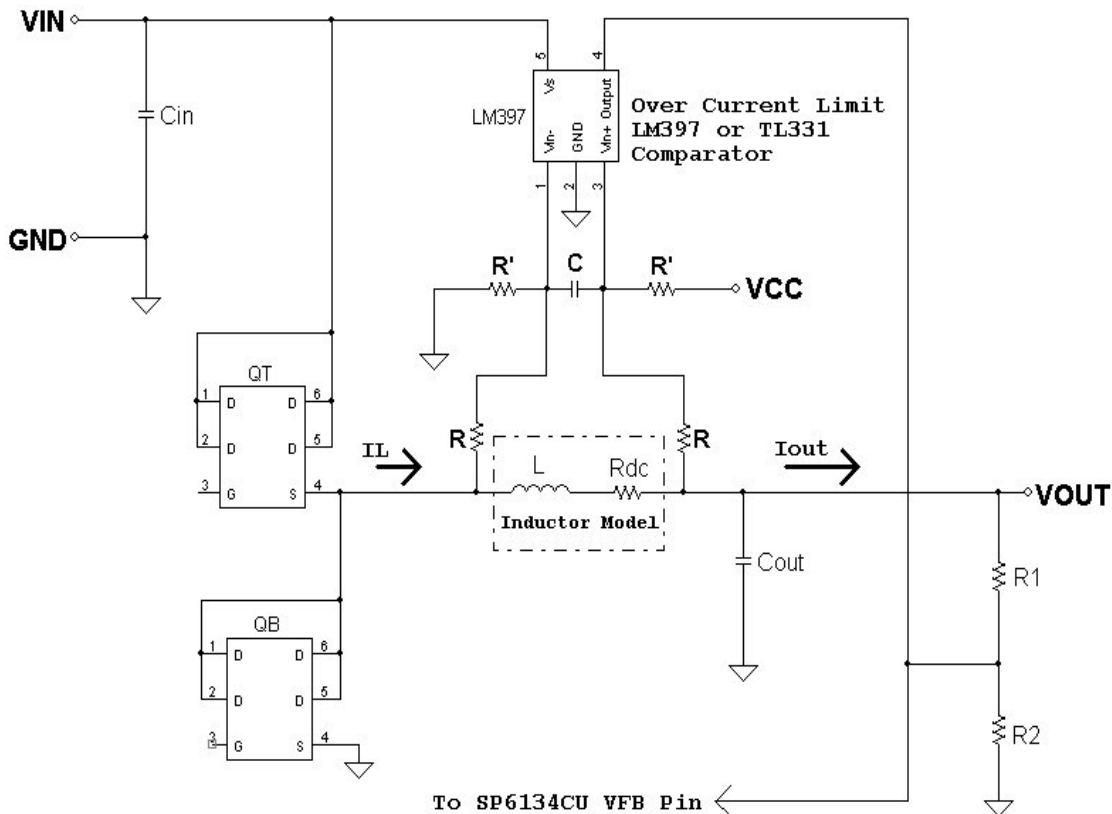 VIN
5
4
Vs
Output
LM397
Over Current Limit
LM397 or TL331
Comparator
Cin
Vin-
GND
Vin+
1
2
3
GND
R'
C
R'
VCC
QT
1
D
D
6
2
D
D
5
3
G
S
4
IL
R
R
Iout
L
Rdc
VOUT
Inductor Model
Cout
R1
QB
1
D
D
6
2
D
D
5
3
G
S
4
R2
To SP6134CU VFB Pin